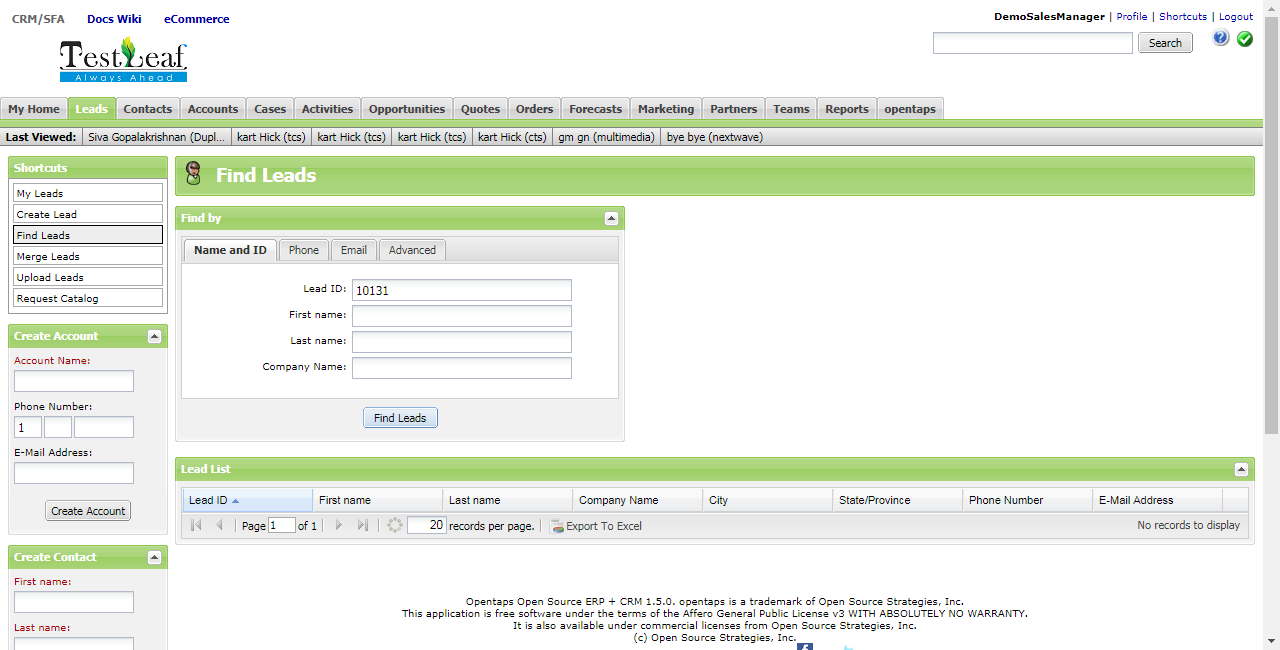 CRM/SFA Docs Wiki eCommerce
DemoSalesManager | Profile | Shortcuts | Logout
Search
TestLeaf
Always Ahead
My Home Leads Contacts Accounts Cases Activities Opportunities Quotes Orders Forecasts Marketing Partners Teams Reports opentaps
Last Viewed: Siva Gopalakrishnan (Dupl... kart Hick (tcs) kart Hick (tcs) kart Hick (tcs) kart Hick (cts) gm gn (multimedia) bye bye (nextwave)
Shortcuts
My Leads
Create Lead
Find Leads
Merge Leads
Upload Leads
Request Catalog
Create Account
Account Name:
Phone Number:
1
E-Mail Address:
Create Account
Create Contact
First name:
Last name:
Find Leads
Find by
Name and ID Phone Email Advanced
Lead ID: 10131
First name:
Last name:
Company Name:
Find Leads
Lead List
Lead ID First name Last name Company Name City State/Province Phone Number E-Mail Address
Page 1 of 1 20 records per page. Export To Excel No records to display
Opentaps Open Source ERP + CRM 1.5.0. opentaps is a trademark of Open Source Strategies, Inc.
This application is free software under the terms of the Affero General Public License v3 WITH ABSOLUTELY NO WARRANTY.
It is also available under commercial licenses from Open Source Strategies, Inc.
(c) Open Source Strategies, Inc.